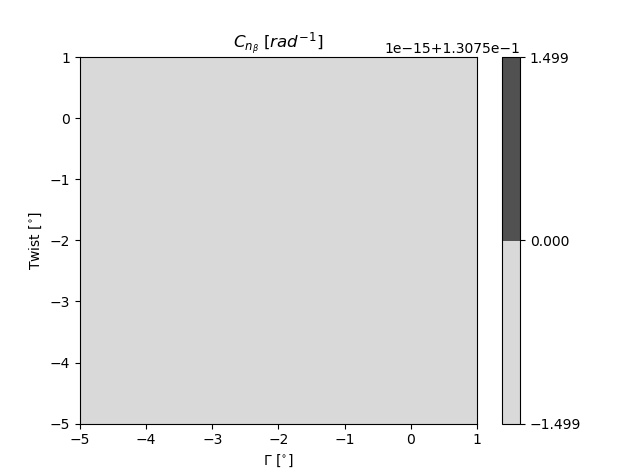 $C_{n_\beta}$ $[rad^{-1}]$
1e−15+1.3075e−1
1
0
−1
−2
−3
−4
−5
Twist [°]
−5 −4 −3 −2 −1 0 1
Γ [°]
1.499
0.000
−1.499